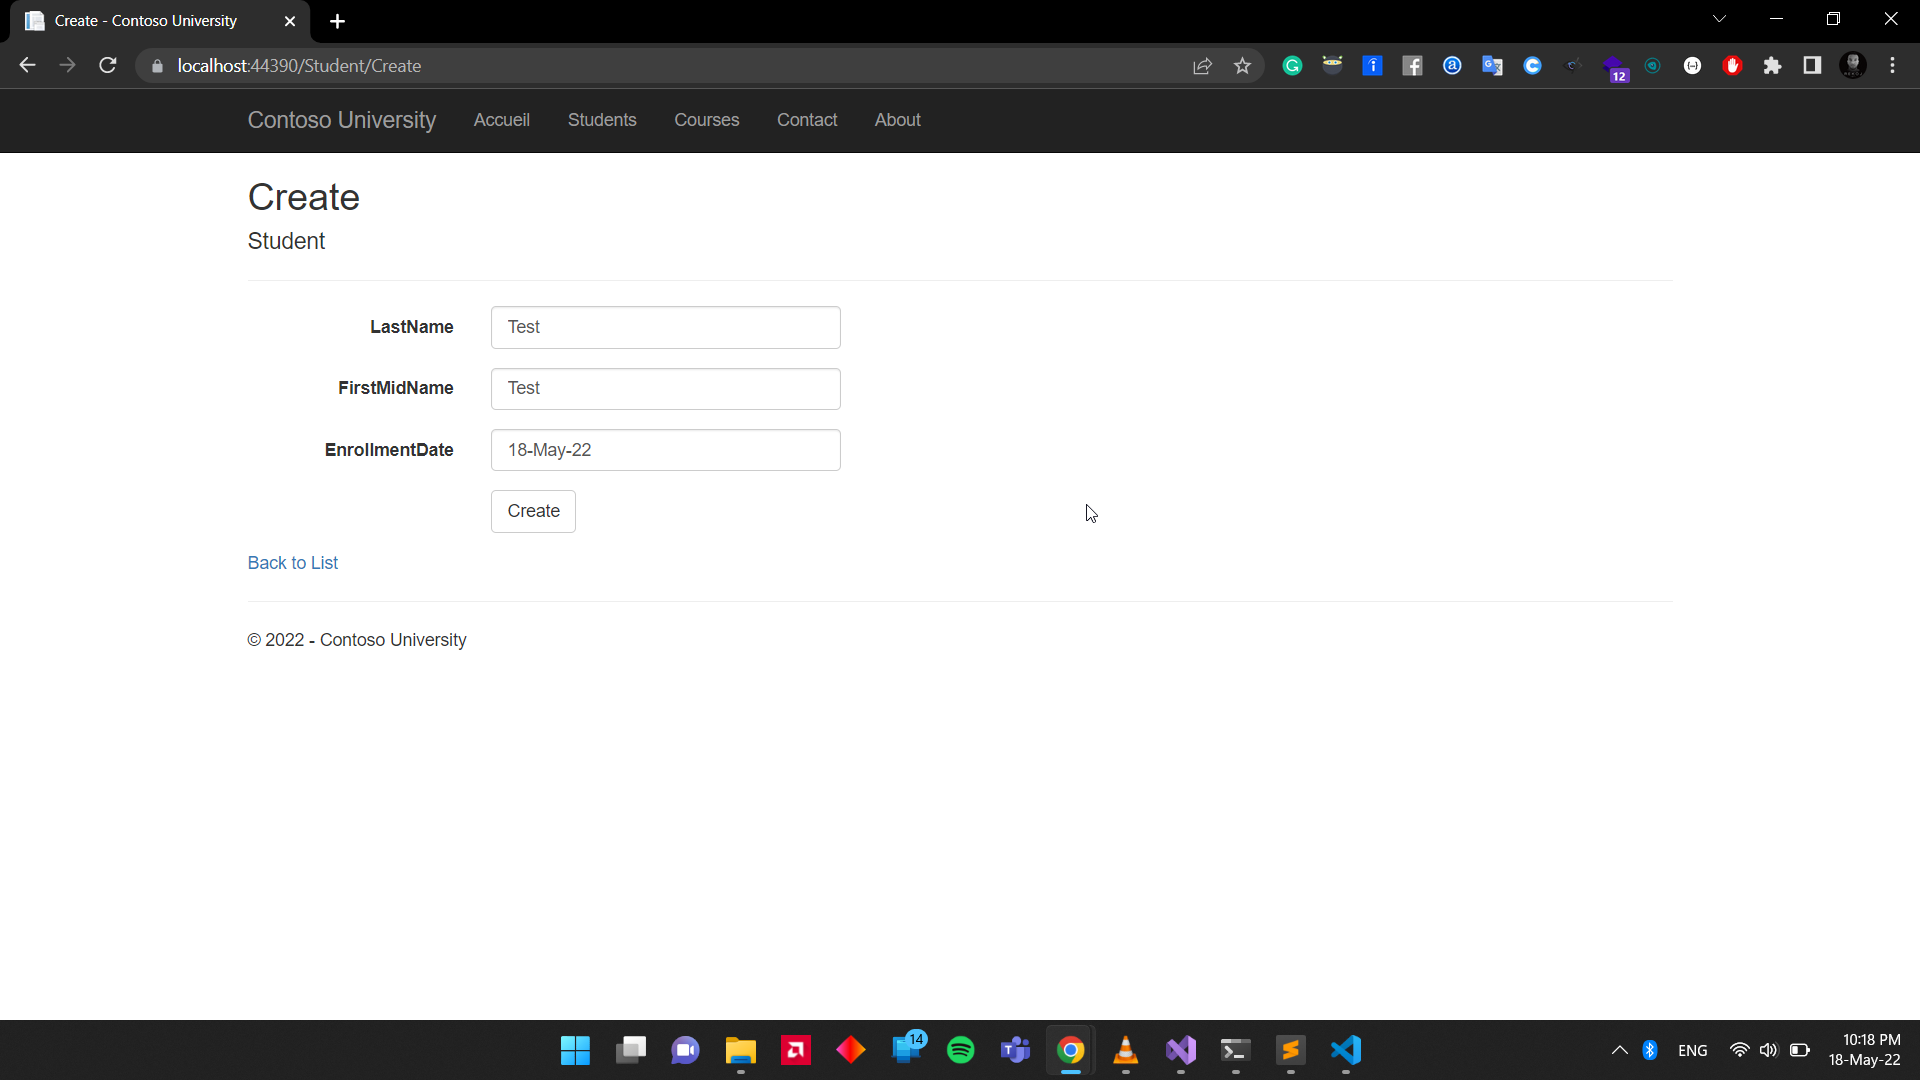 Create - Contoso University
localhost:44390/Student/Create
12
Contoso University Accueil Students Courses Contact About
Create
Student
LastName Test
FirstMidName Test
EnrollmentDate 18-May-22
Create
Back to List
© 2022 - Contoso University
14
ENG
10:18 PM
18-May-22